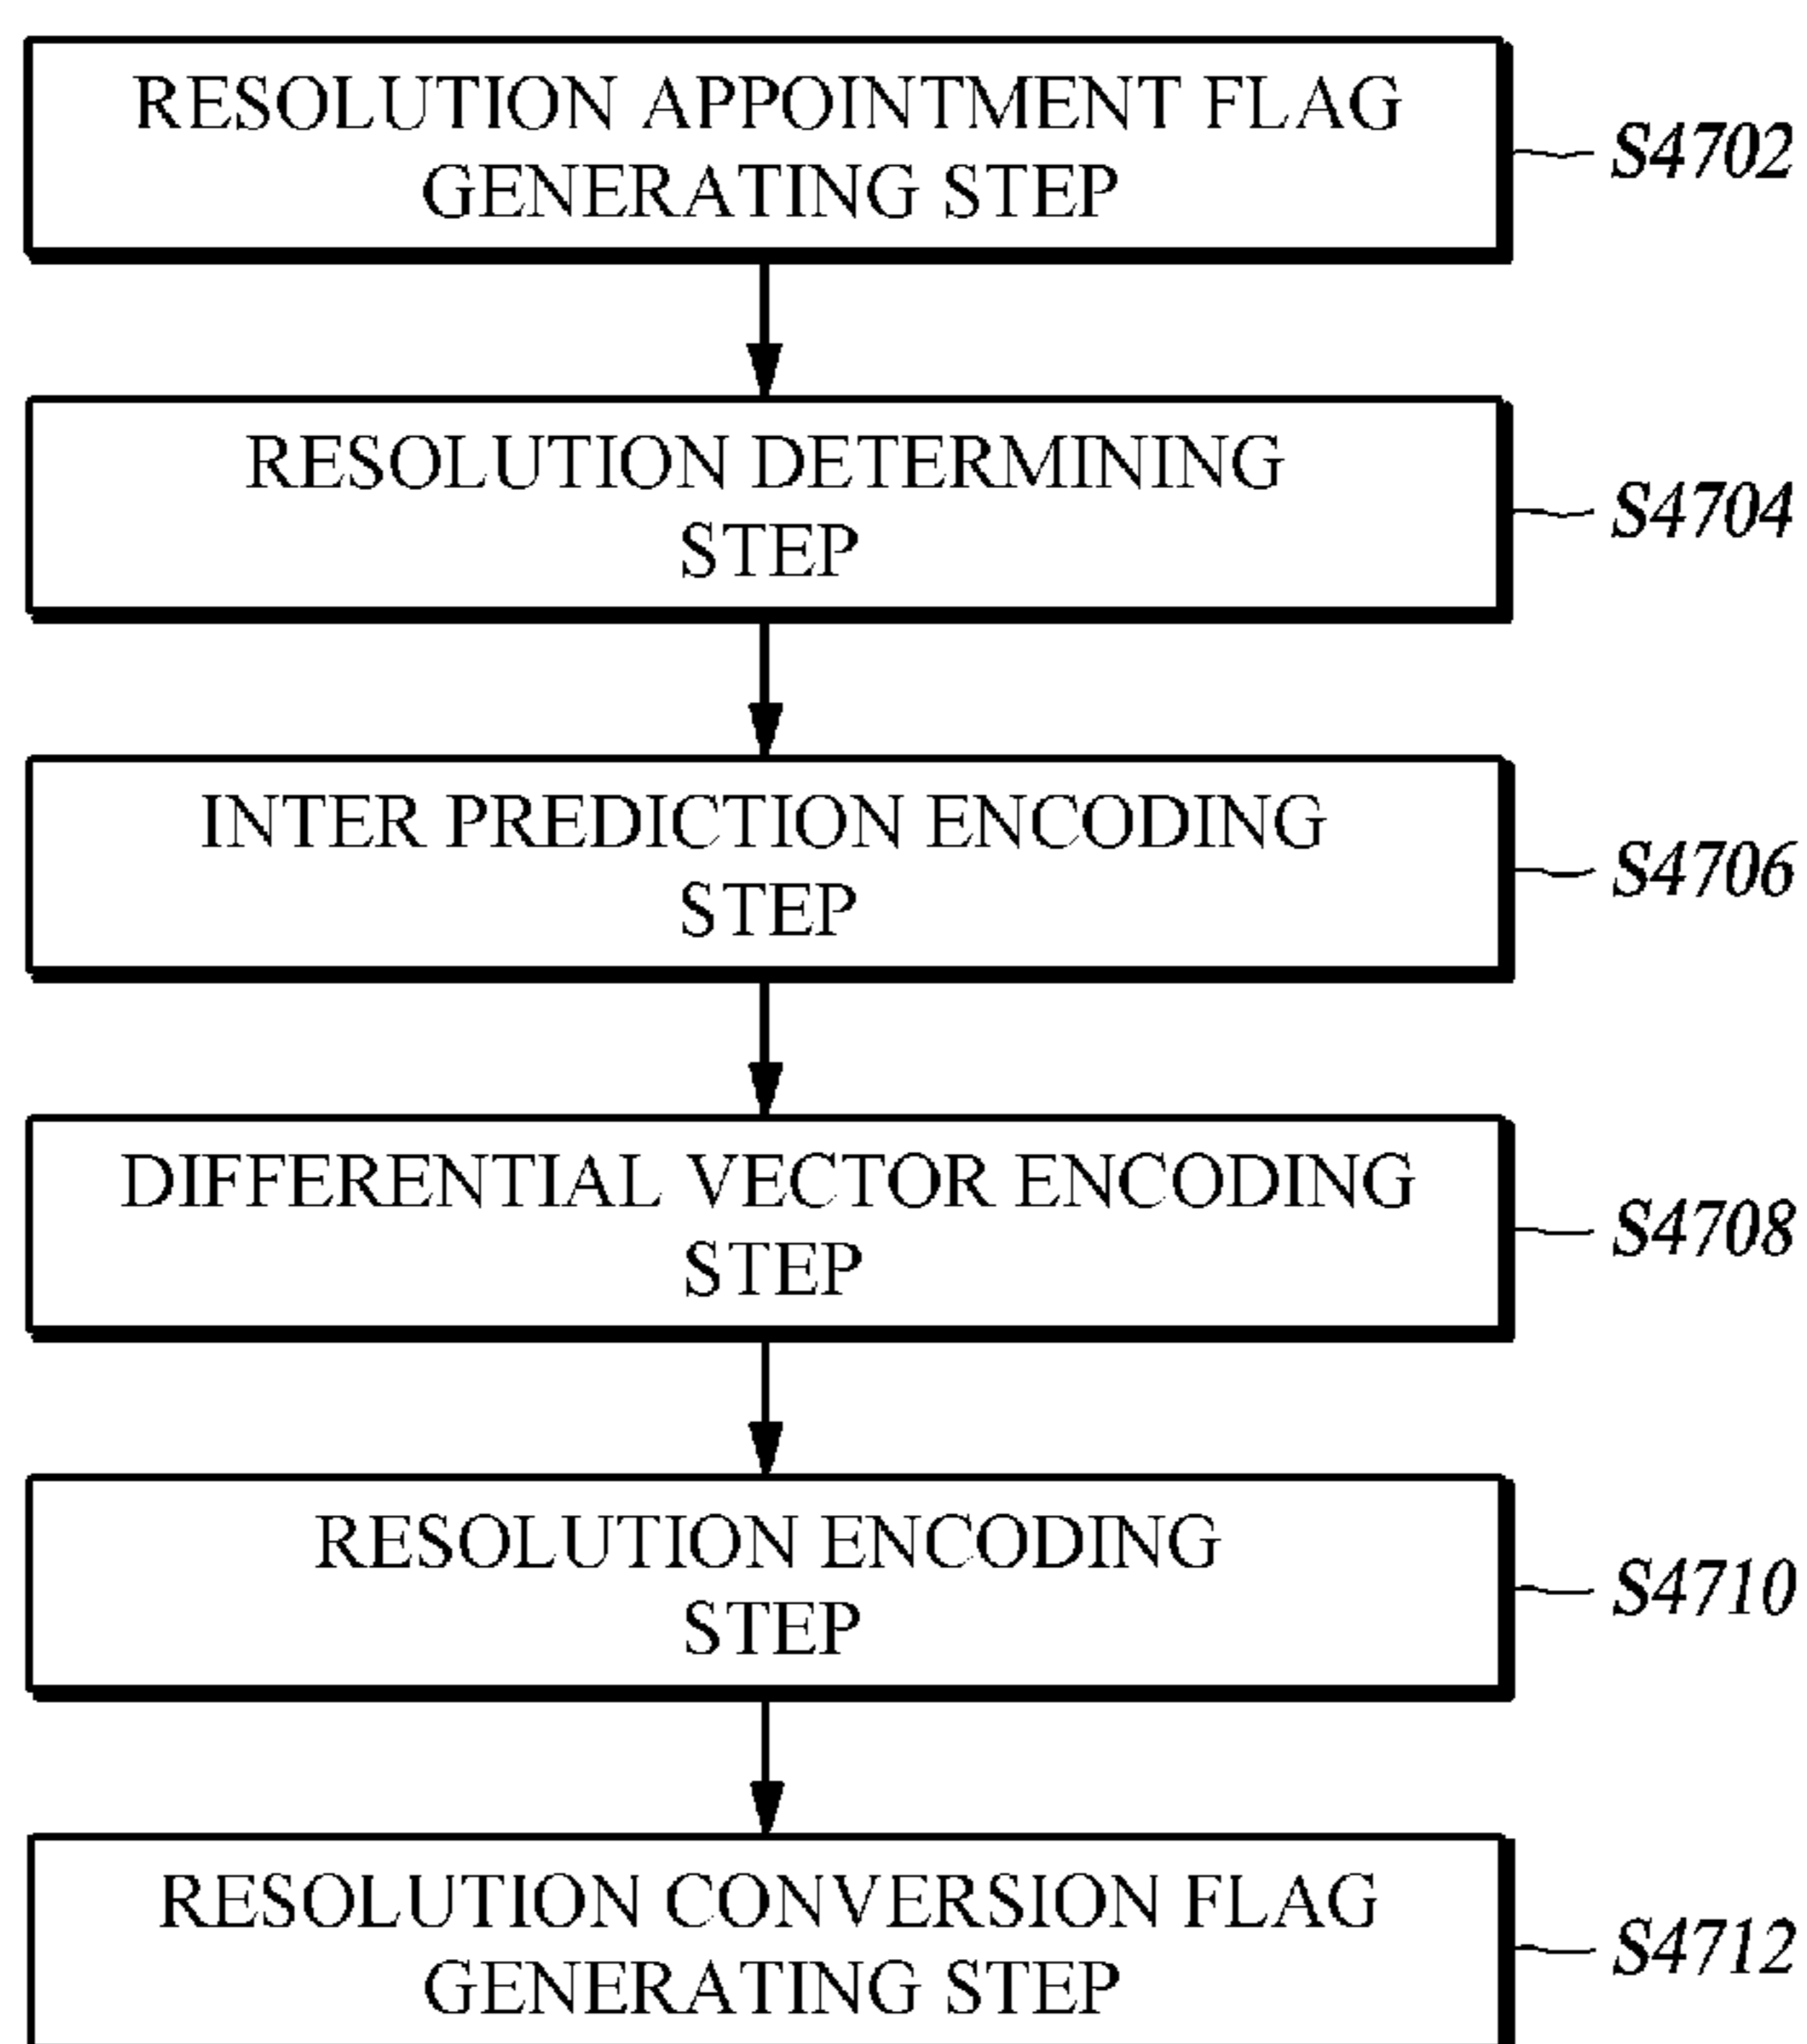 RESOLUTION APPOINTMENT FLAG
GENERATING STEP
S4702
RESOLUTION DETERMINING
STEP
S4704
INTER PREDICTION ENCODING
STEP
S4706
DIFFERENTIAL VECTOR ENCODING
STEP
S4708
RESOLUTION ENCODING
STEP
S4710
RESOLUTION CONVERSION FLAG
GENERATING STEP
S4712